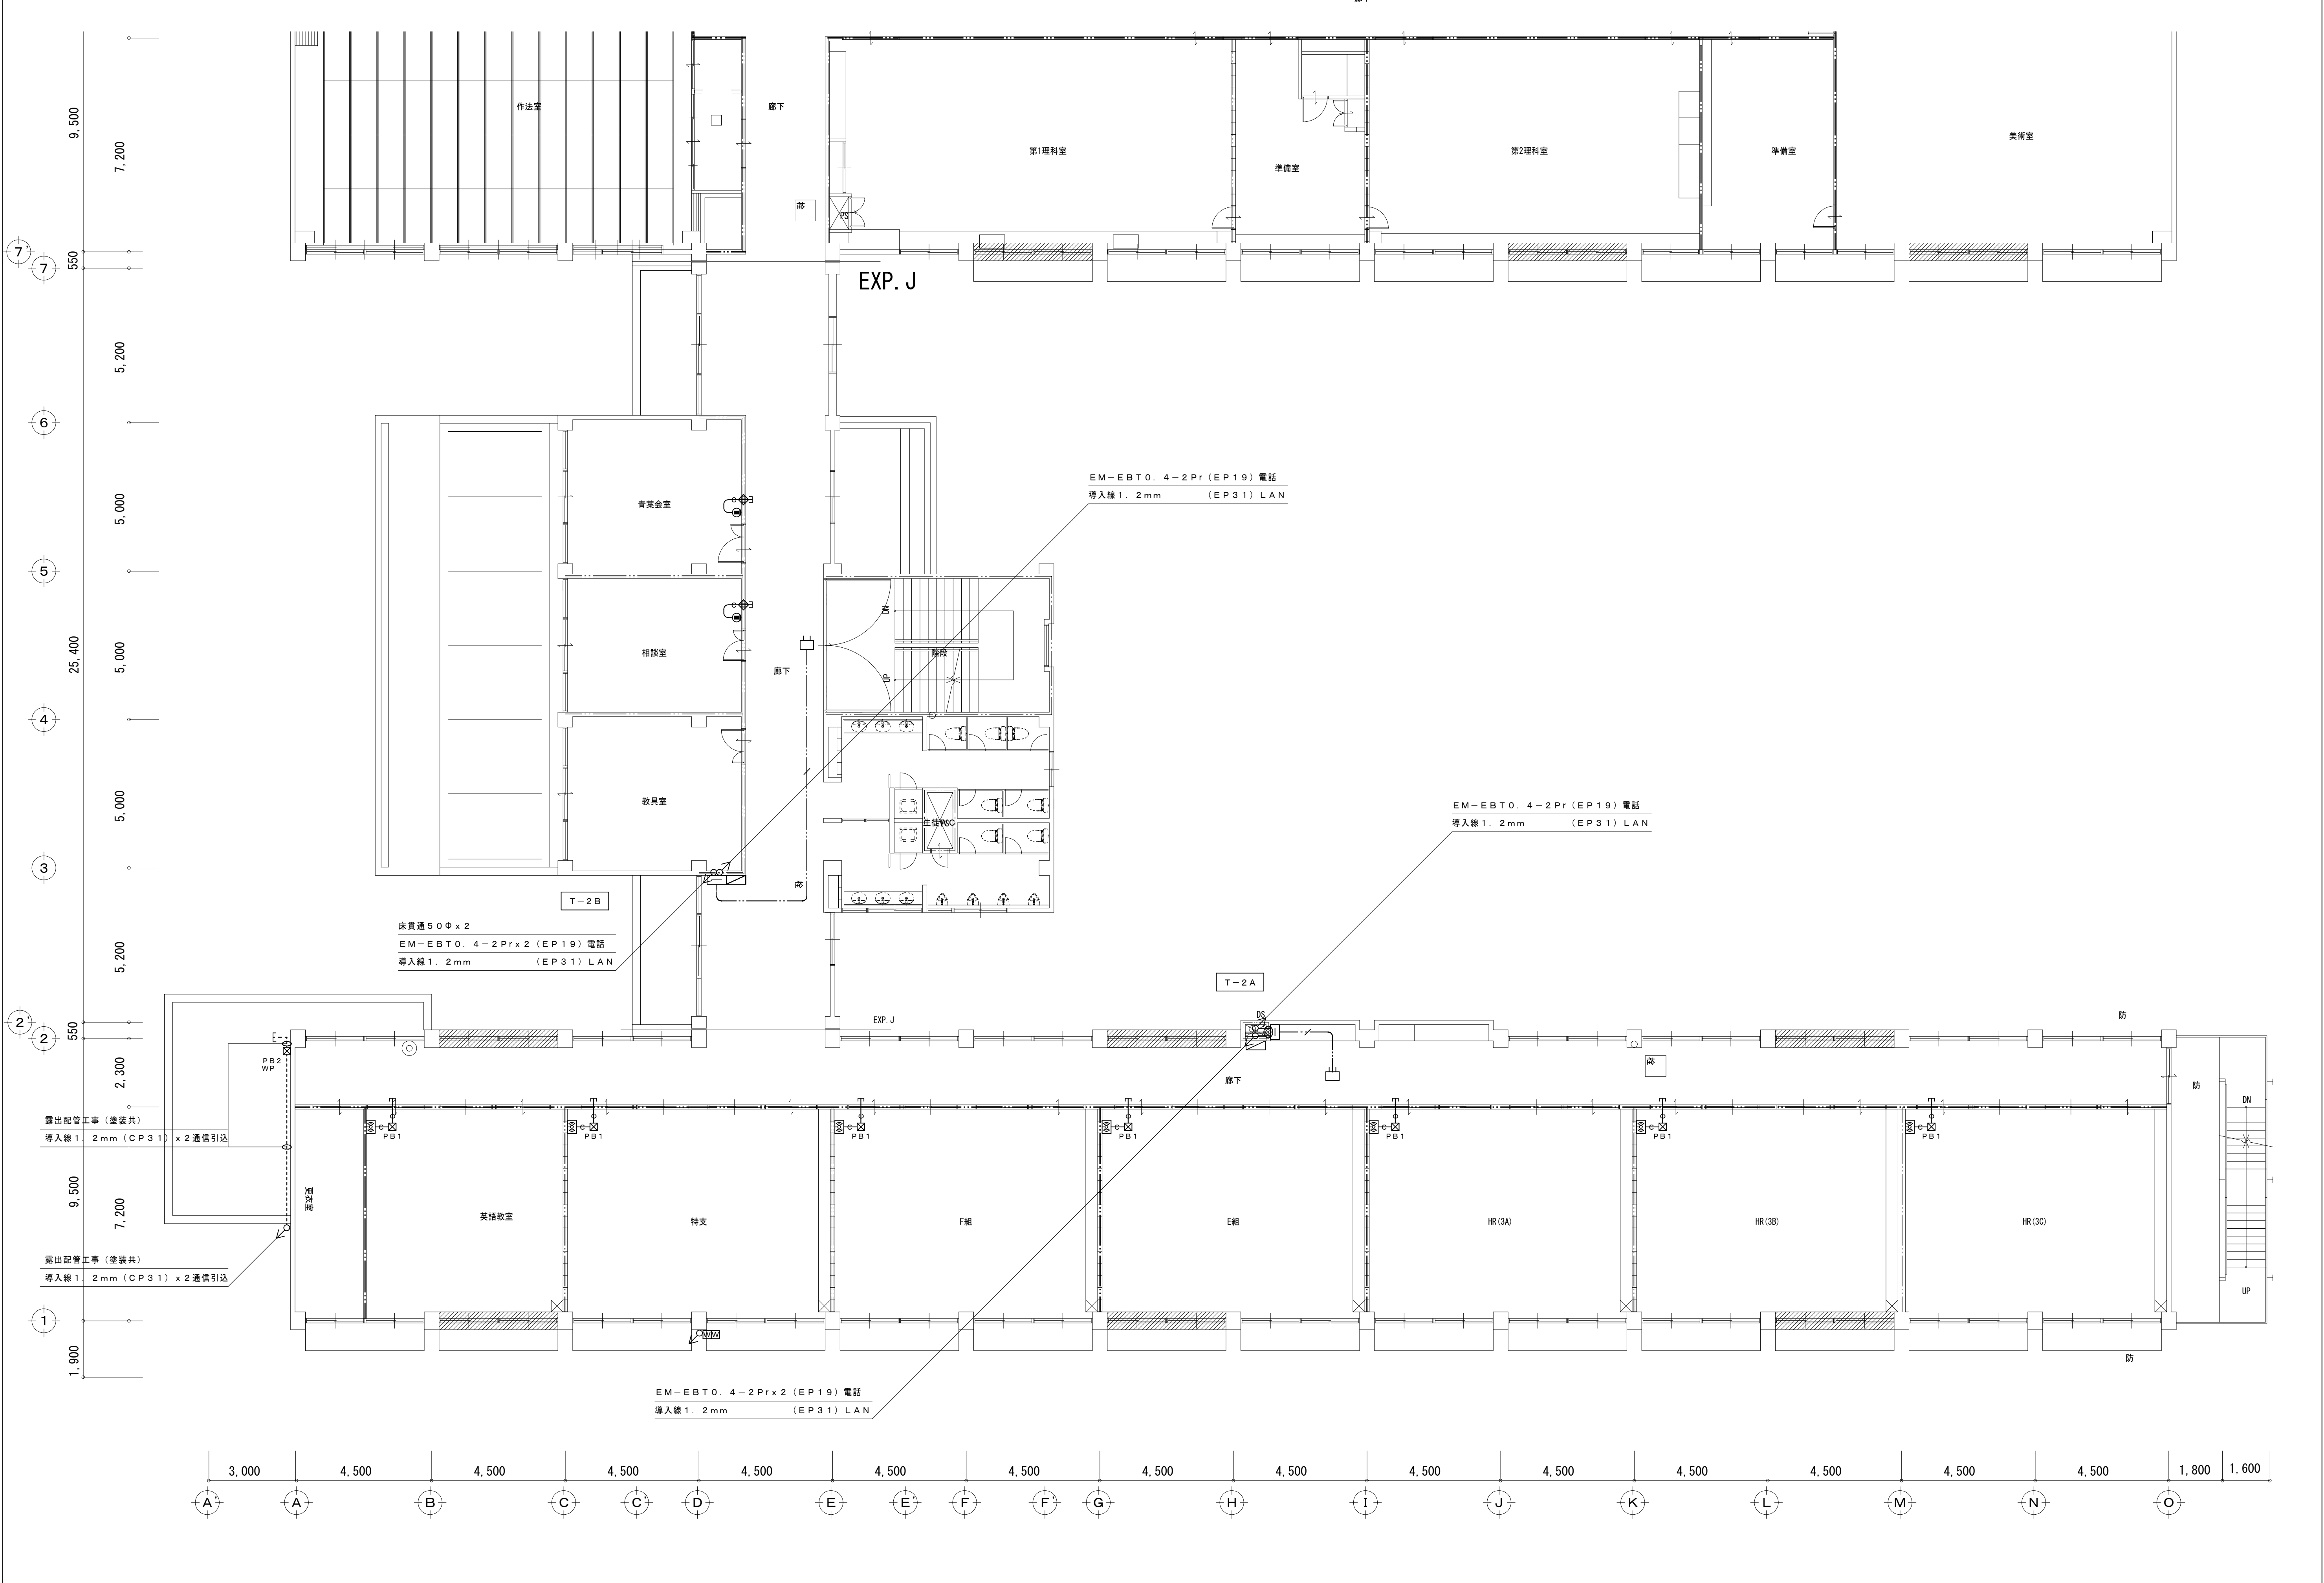 作法室
廊下
第1理科室
準備室
第2理科室
準備室
美術室
栓
PS
EXP. J
9,500
7,200
7'
550
7
5,200
6
5,000
5
25,400
5,000
4
5,000
3
5,200
2'
550
2
2,300
9,500
7,200
1
1,900
青葉会室
相談室
教具室
廊下
DN
階段
UP
栓
EM-EBT0.4-2Pr(EP19)電話
導入線1.2mm (EP31)LAN
EM-EBT0.4-2Pr(EP19)電話
導入線1.2mm (EP31)LAN
T-2B
床貫通50Φx2
EM-EBT0.4-2Prx2(EP19)電話
導入線1.2mm (EP31)LAN
T-2A
EXP. J
DS
廊下
栓
防
防
DN
UP
防
PB2
WP
露出配管工事(塗装共)
導入線1.2mm(CP31)x2通信引込
露出配管工事(塗装共)
導入線1.2mm(CP31)x2通信引込
PB1
PB1
PB1
PB1
PB1
PB1
PB1
更衣室
英語教室
特支
F組
E組
HR(3A)
HR(3B)
HR(3C)
EM-EBT0.4-2Prx2(EP19)電話
導入線1.2mm (EP31)LAN
3,000
4,500
4,500
4,500
4,500
4,500
4,500
4,500
4,500
4,500
4,500
4,500
4,500
4,500
4,500
1,800
1,600
A'
A
B
C
C'
D
E
E'
F
F'
G
H
I
J
K
L
M
N
O